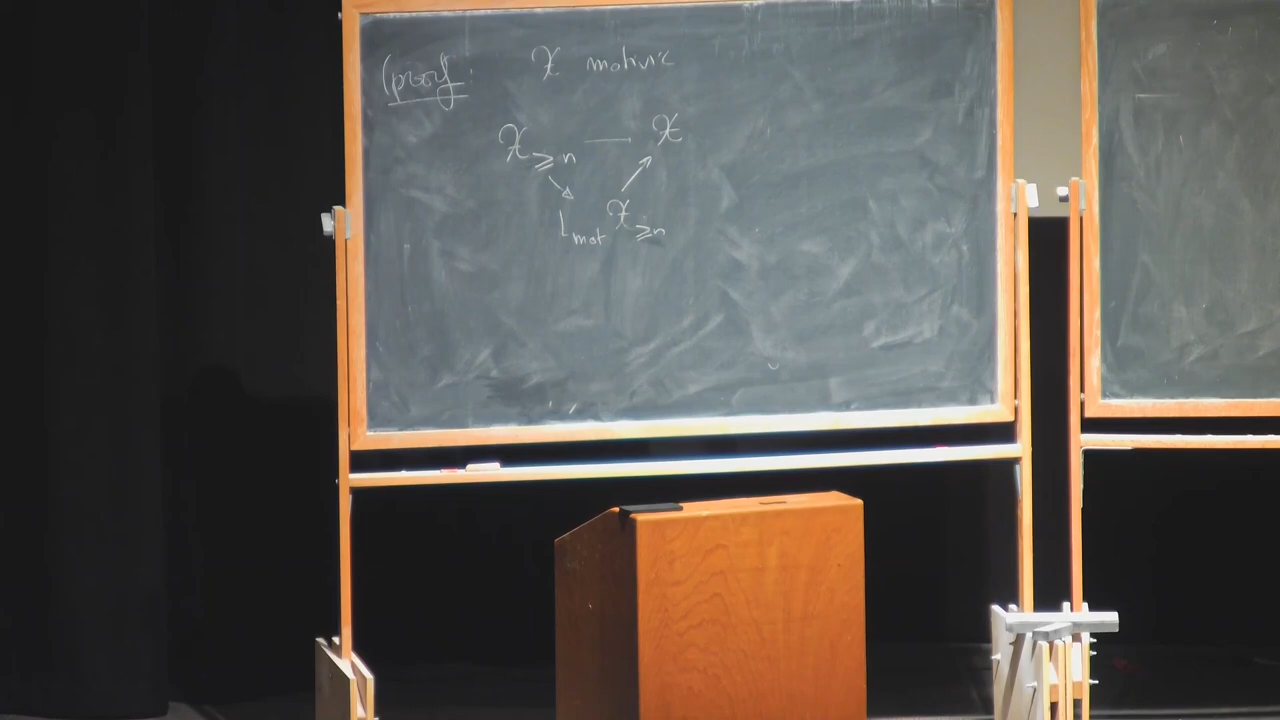 (proof: 𝒳 motivic
𝒳≥n — 𝒳
↘ ↗
L_mot 𝒳≥n